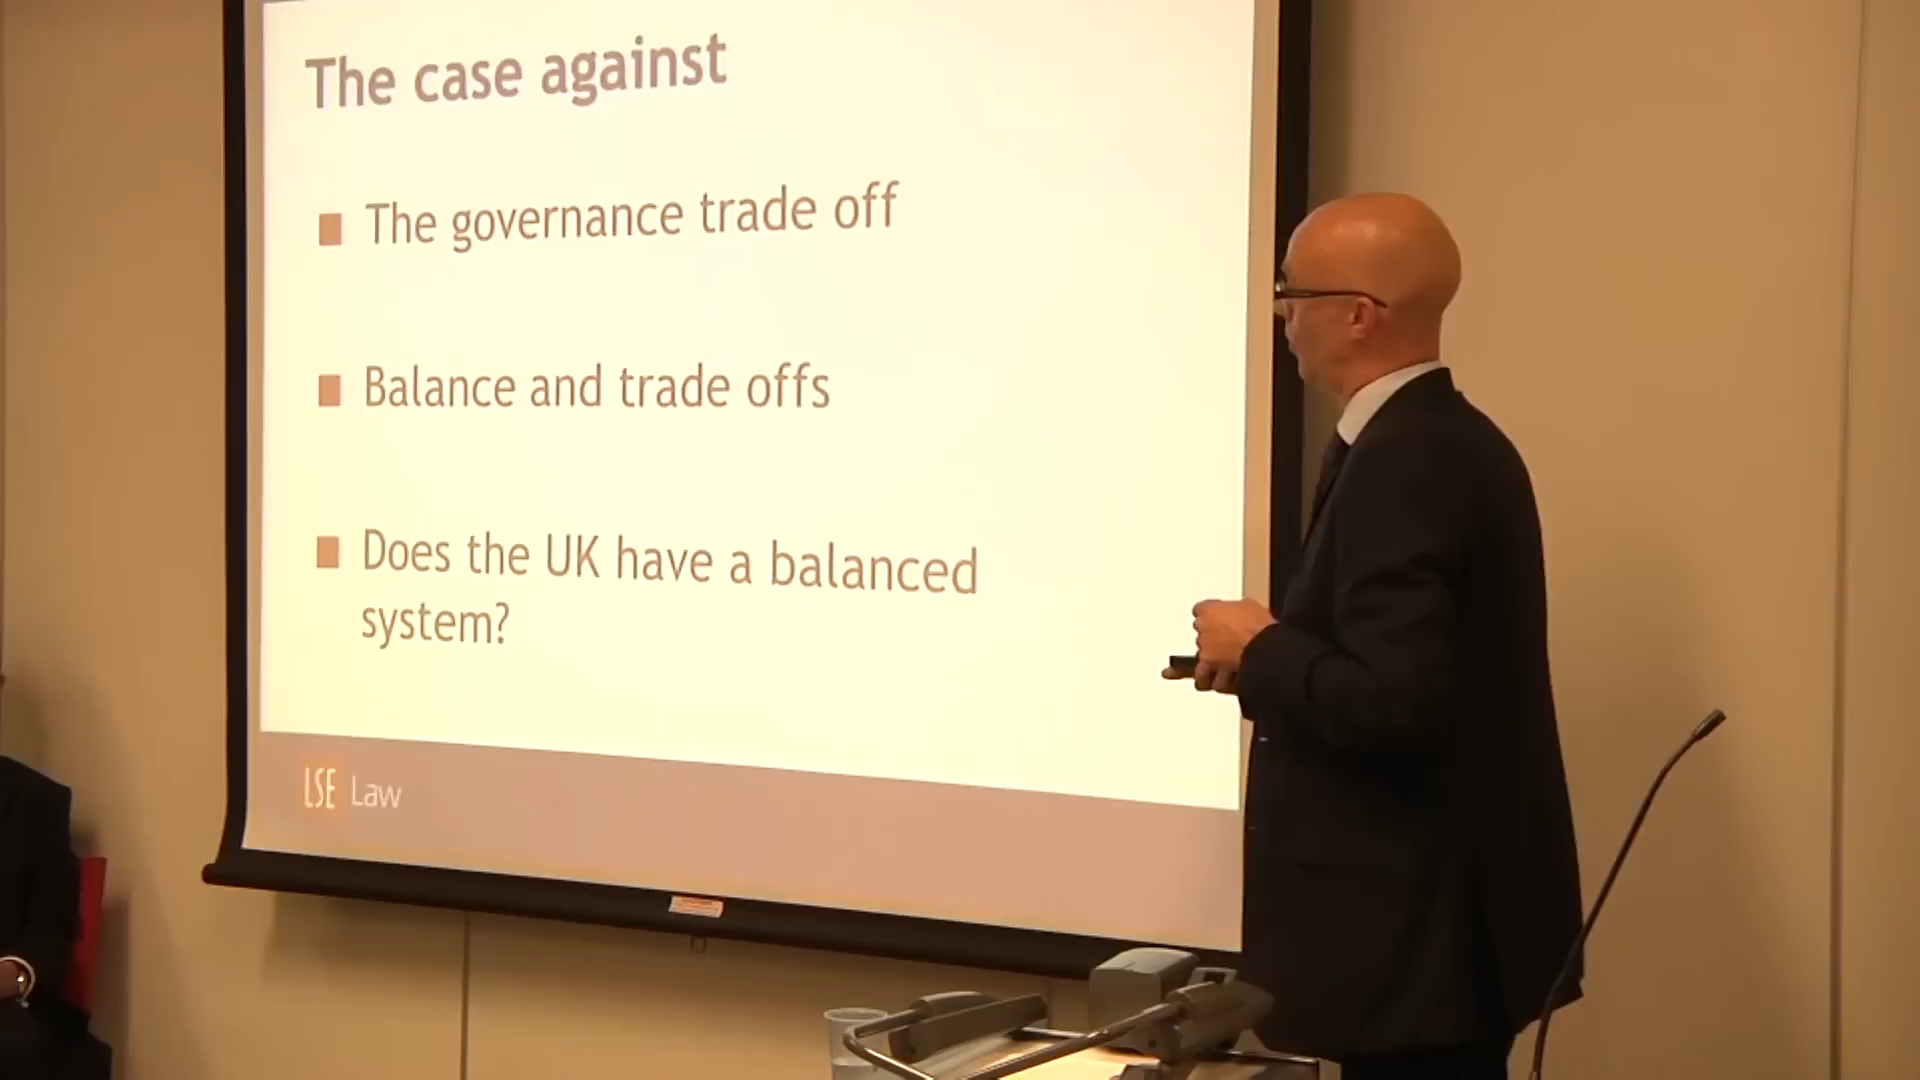 The case against
The governance trade off
Balance and trade offs
Does the UK have a balanced
system?
LSE Law